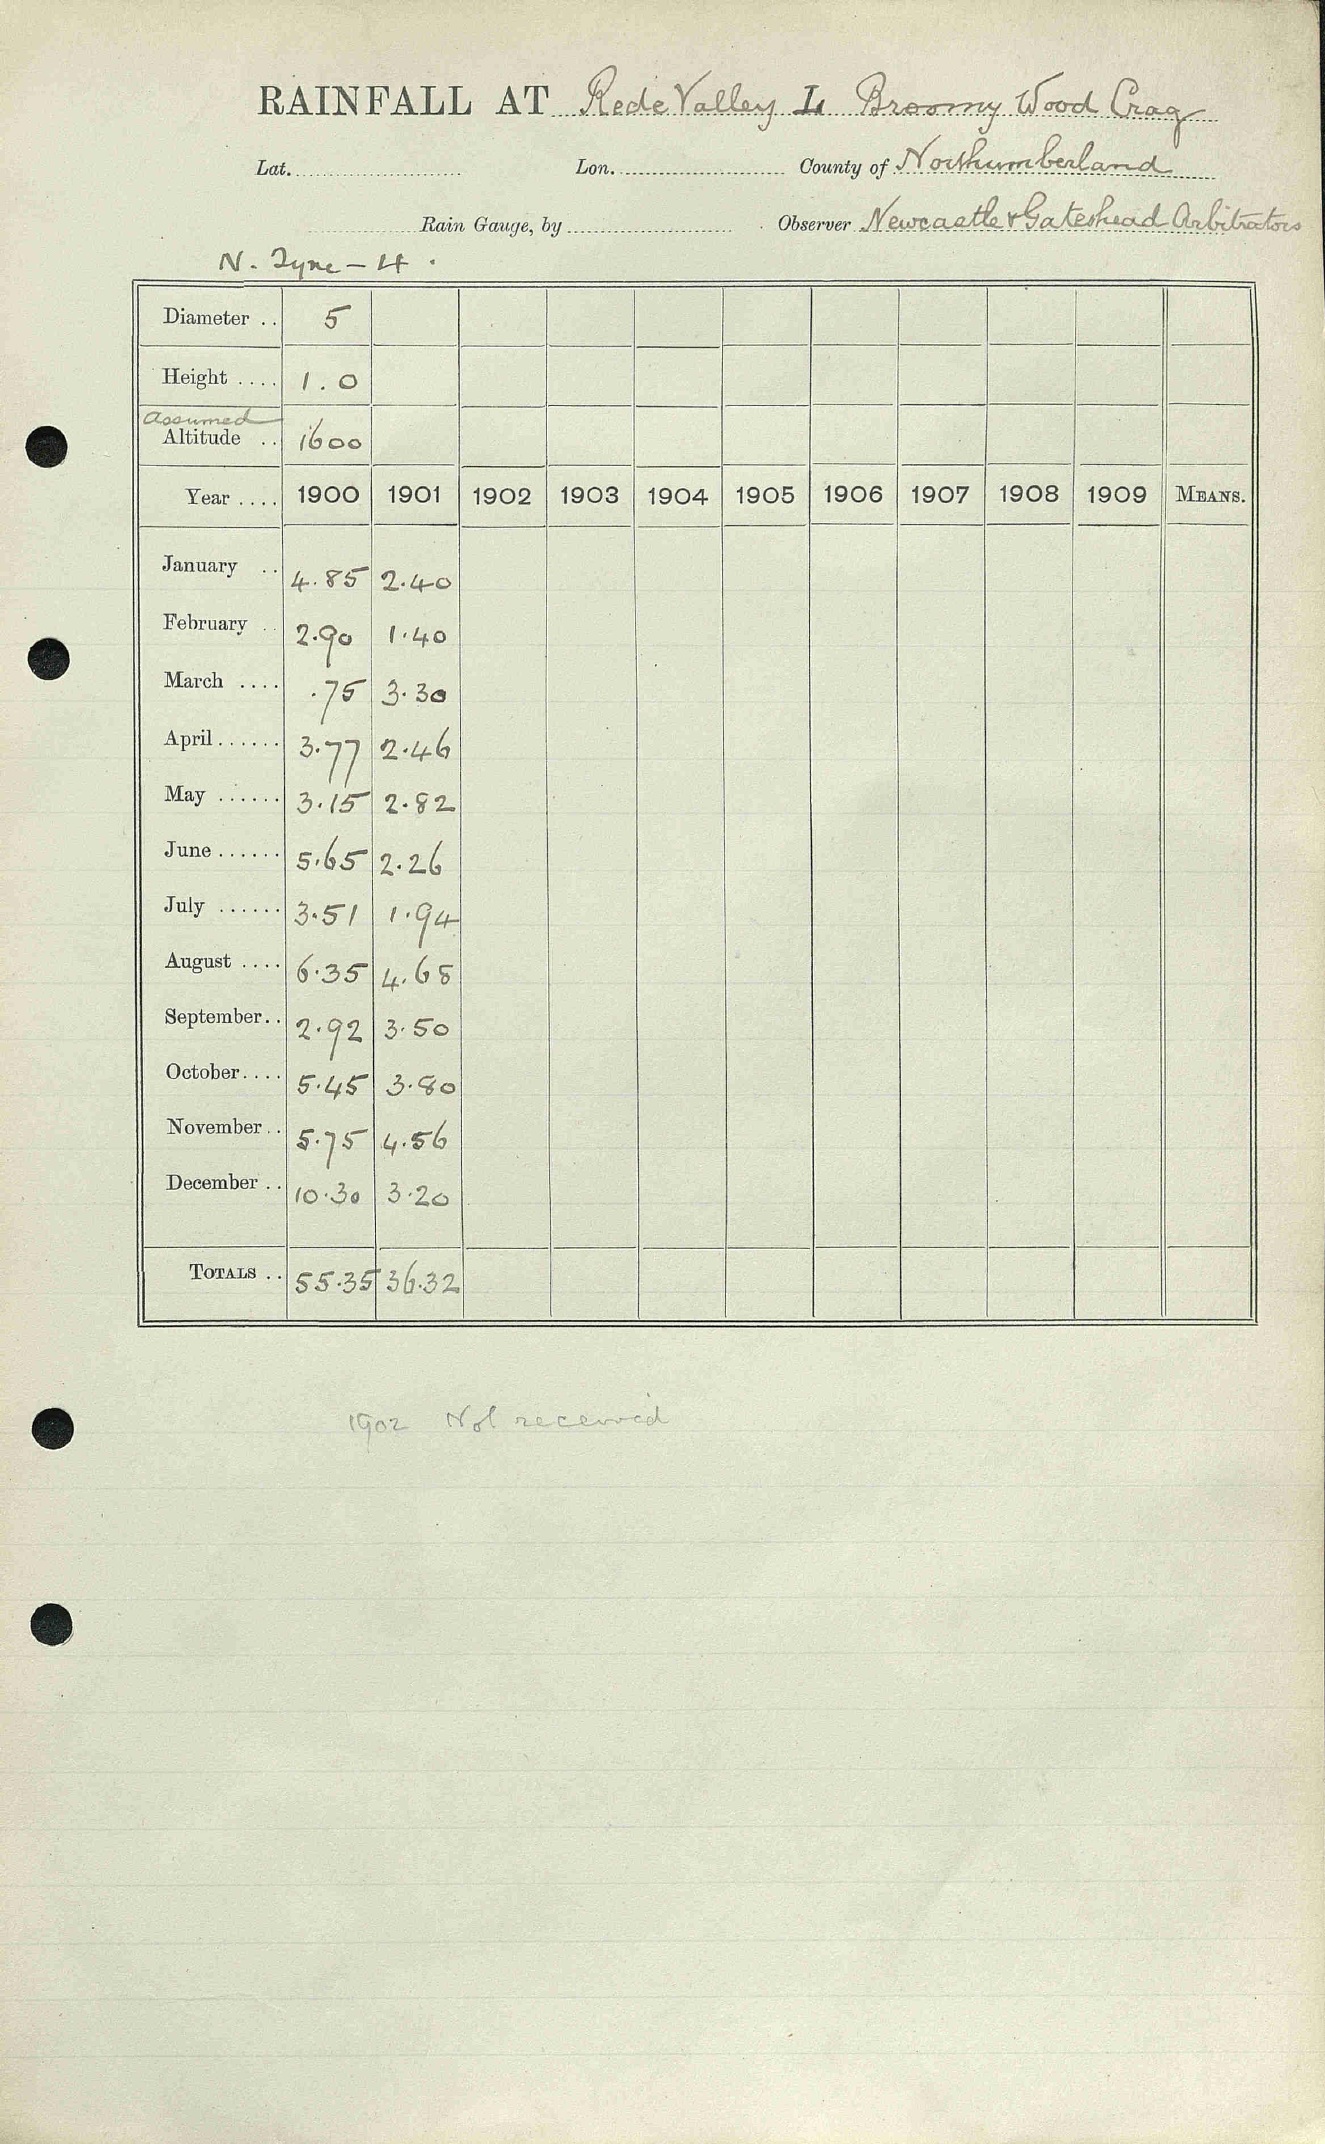 RAINFALL AT Rede Valley L Broomy Wood Crag
Lat. Lon. County of Northumberland
Rain Gauge, by Observer Newcastle & Gateshead Arbitrators
N. Tyne - 4.
Diameter .. 5
Height .... 1.0
Assumed
Altitude .. 1600
Year .... 1900 1901 1902 1903 1904 1905 1906 1907 1908 1909 MEANS.
January .. 4.85 2.40
February .. 2.90 1.40
March .... .75 3.30
April ...... 3.77 2.46
May ...... 3.15 2.82
June ...... 5.65 2.26
July ...... 3.51 1.94
August .... 6.35 4.68
September .. 2.92 3.50
October .... 5.45 3.80
November .. 5.75 4.56
December .. 10.30 3.20
TOTALS .. 55.35 36.32
1902 Not received